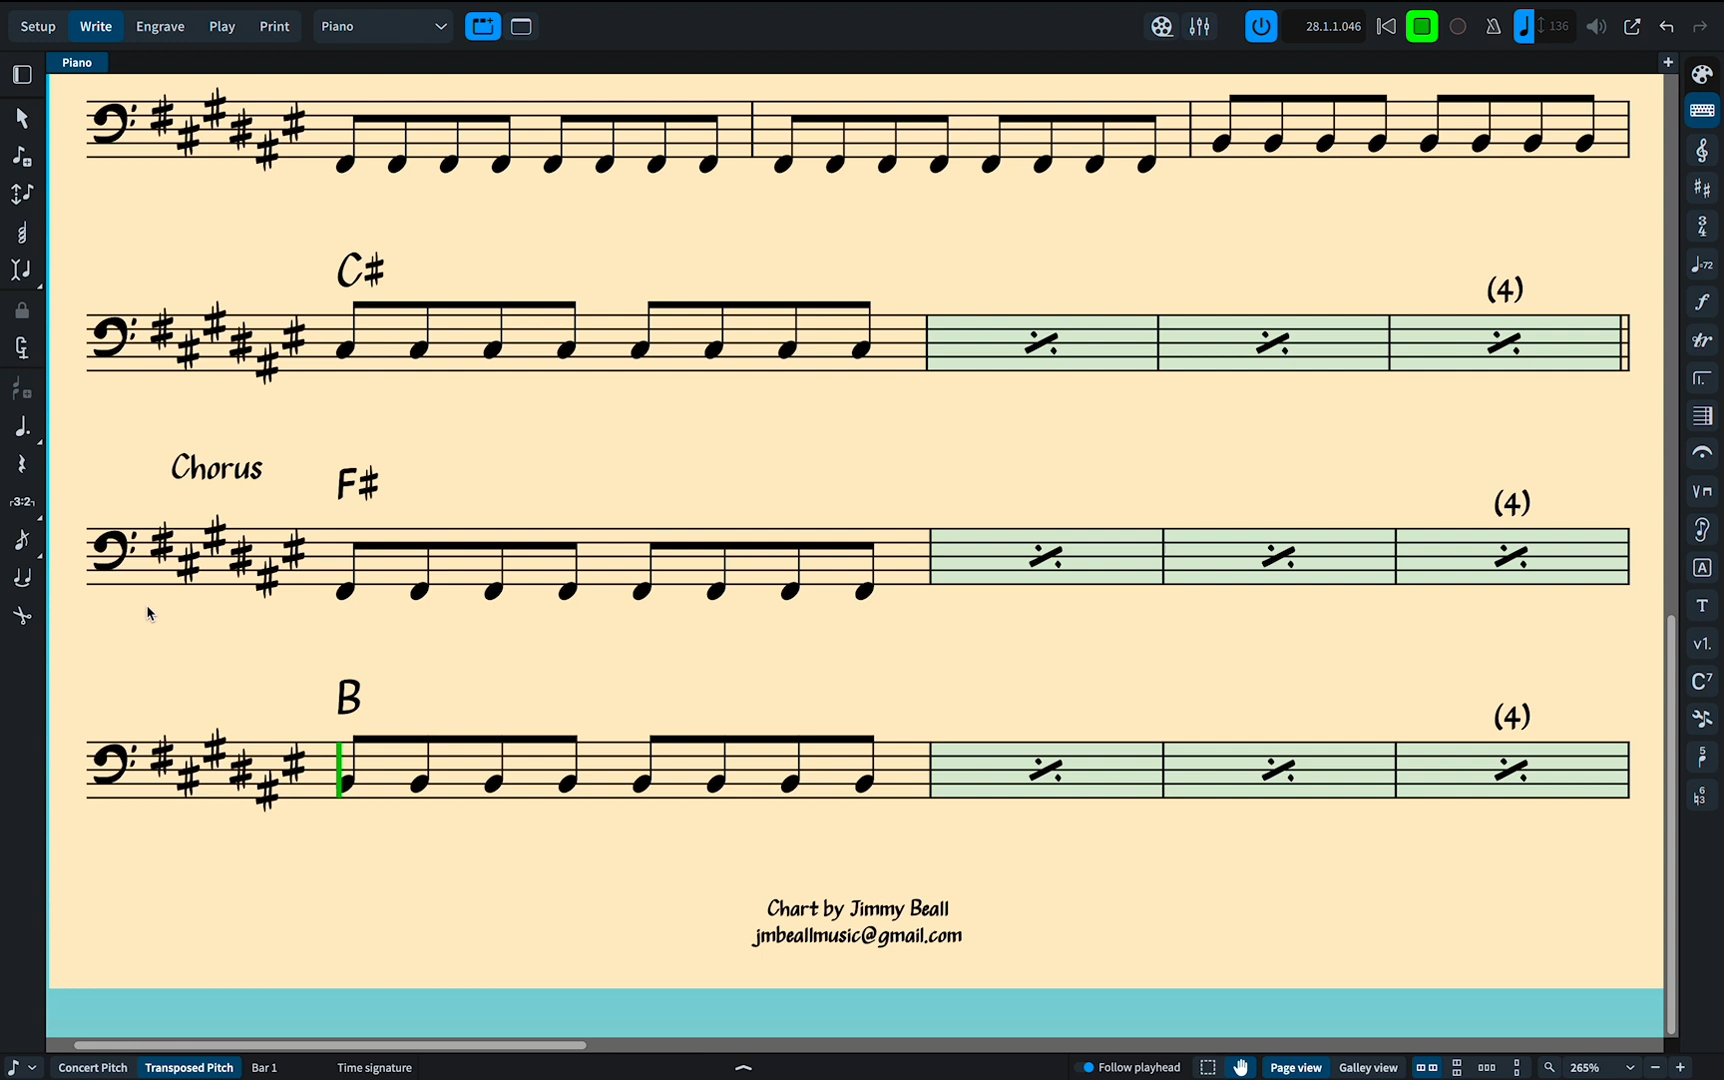 Setup Write Engrave Play Print Piano 28.1.1.046 136
Piano
C♯
(4)
Chorus
F♯
(4)
B
(4)
Chart by Jimmy Beall
jmbeallmusic@gmail.com
Concert Pitch Transposed Pitch Bar 1 Time signature Follow playhead Page view Galley view 265%